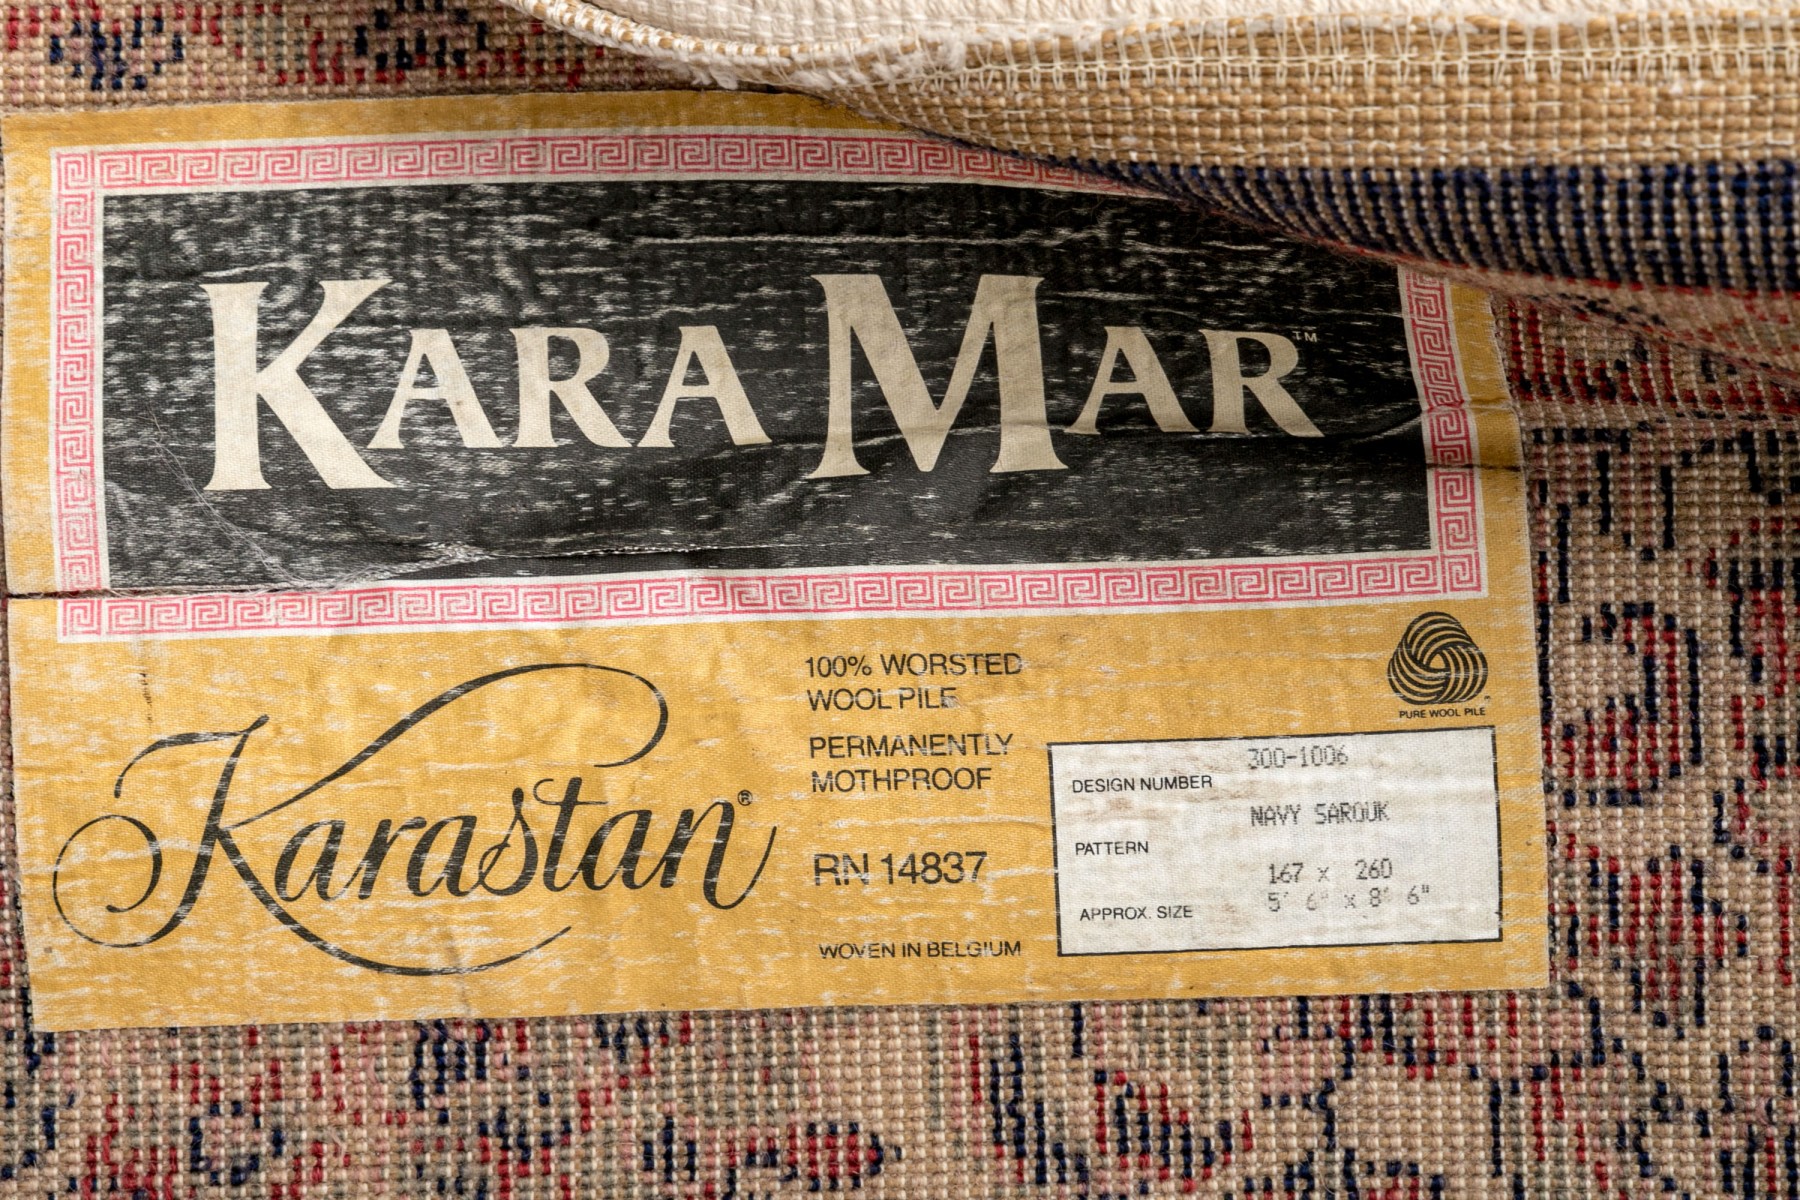 KARA MAR™
Karastan®
100% WORSTED
WOOL PILE
PERMANENTLY
MOTHPROOF
RN 14837
WOVEN IN BELGIUM
PURE WOOL PILE
300-1006
DESIGN NUMBER
NAVY SAROUK
PATTERN
167 x 260
5' 6" x 8' 6"
APPROX. SIZE